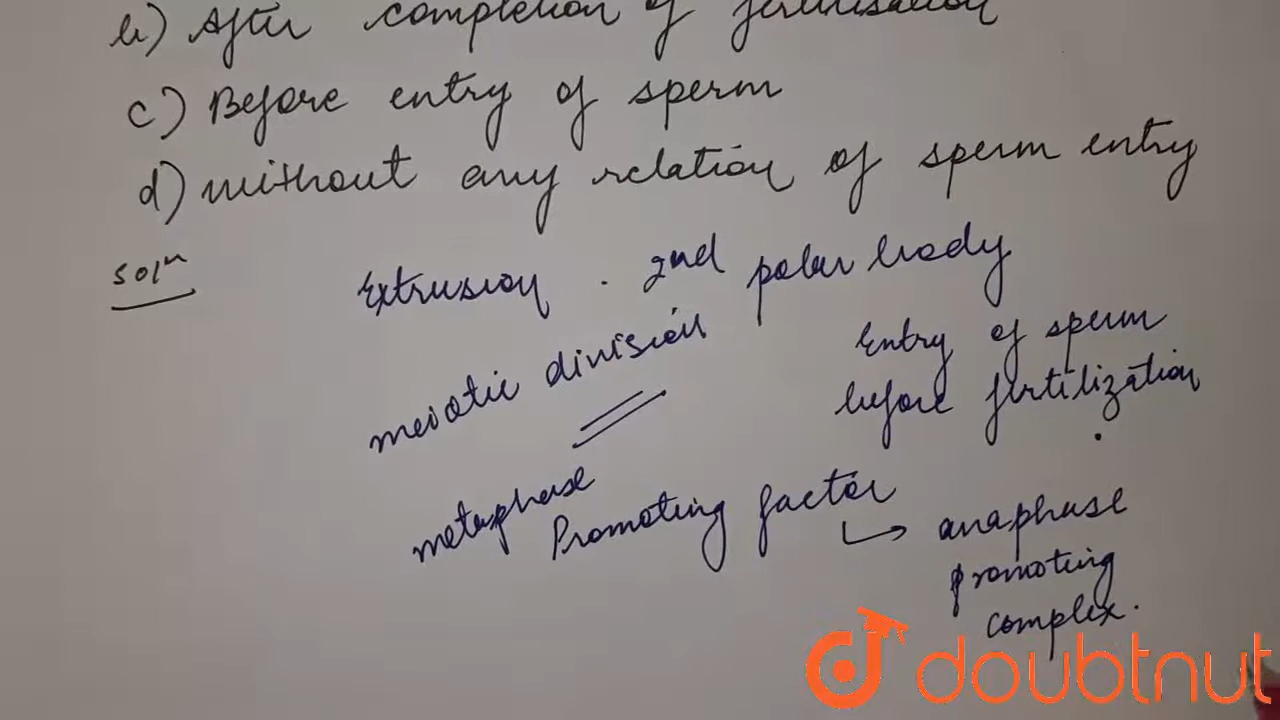 b) After completion of fertilisation
c) Before entry of sperm
d) without any relation of sperm entry
Solⁿ
Extrusion . 2nd polar body
meiotic division
Entry of sperm
before fertilization
.
metaphase
Promoting factor
anaphase
promoting
complex.
doubtnut